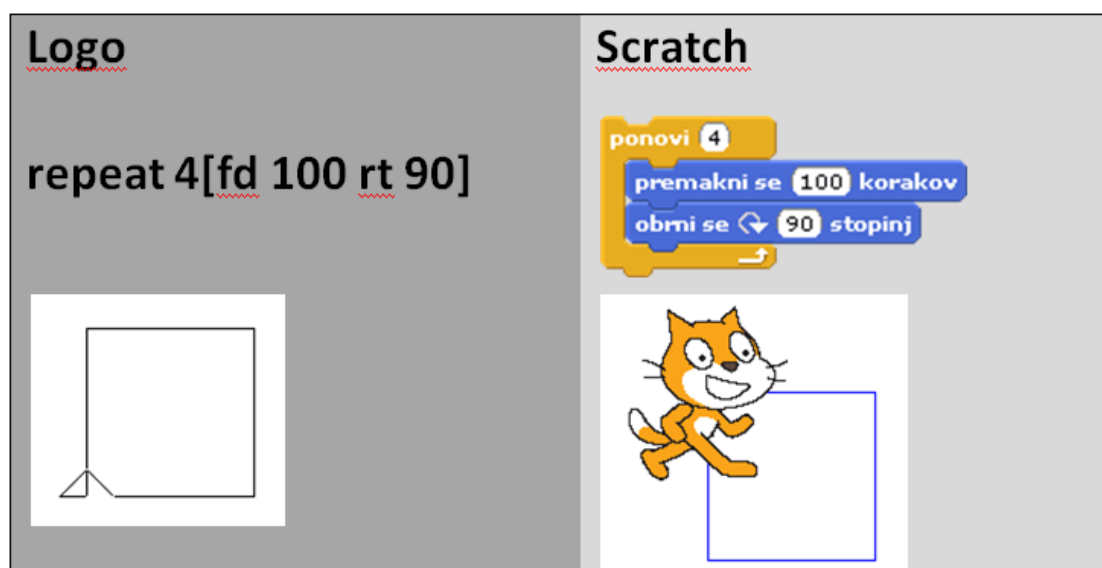 Logo
repeat 4[fd 100 rt 90]
Scratch
ponovi 4
premakni se 100 korakov
obrni se 90 stopinj